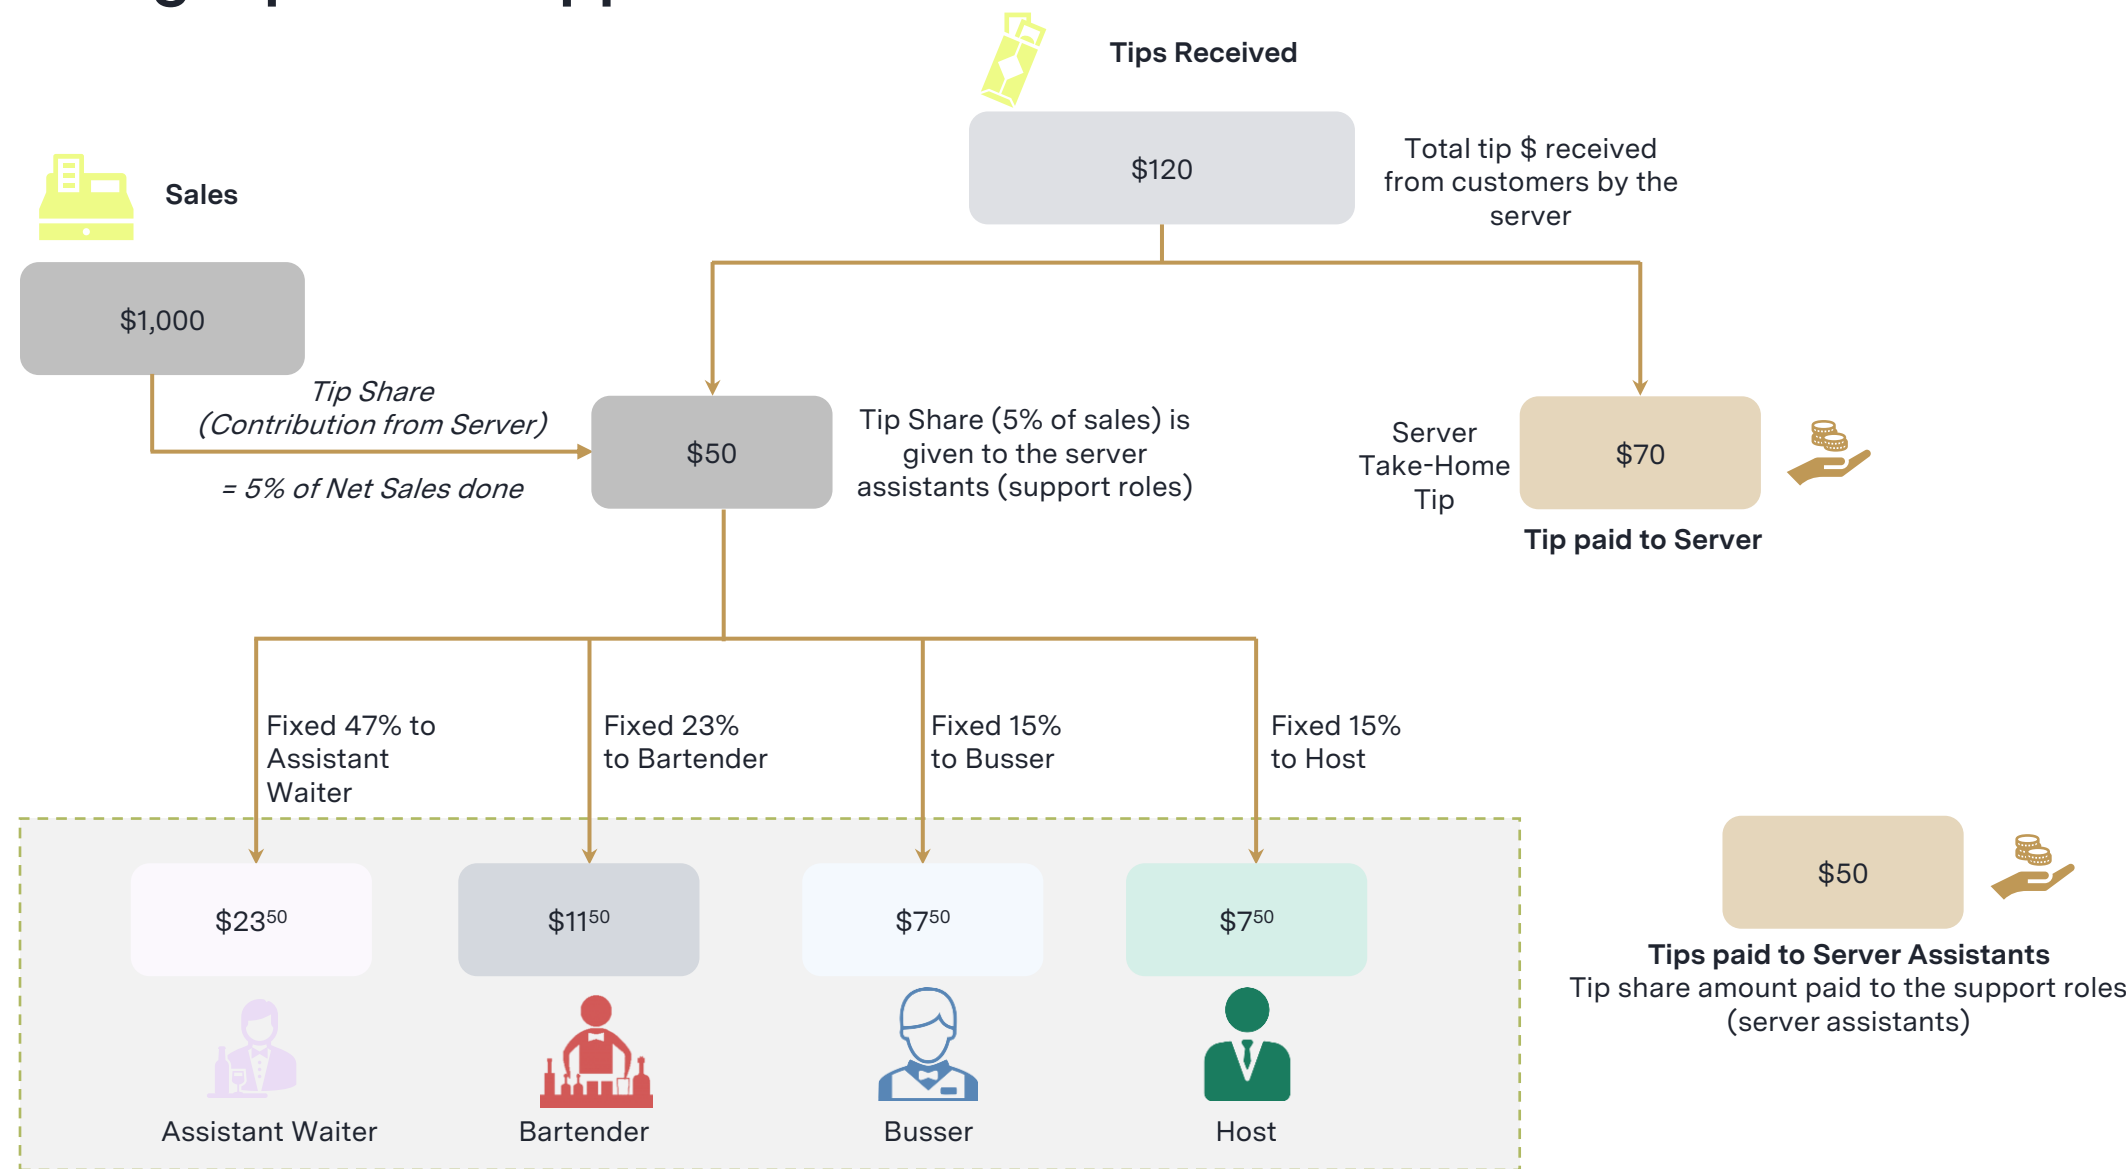 Tips Received
$120
Total tip $ received
from customers by the
server
Sales
$1,000
Tip Share
(Contribution from Server)
= 5% of Net Sales done
$50
Tip Share (5% of sales) is
given to the server
assistants (support roles)
Server
Take-Home
Tip
$70
Tip paid to Server
Fixed 47% to
Assistant
Waiter
Fixed 23%
to Bartender
Fixed 15%
to Busser
Fixed 15%
to Host
$23⁵⁰
$11⁵⁰
$7⁵⁰
$7⁵⁰
Assistant Waiter
Bartender
Busser
Host
$50
Tips paid to Server Assistants
Tip share amount paid to the support roles
(server assistants)